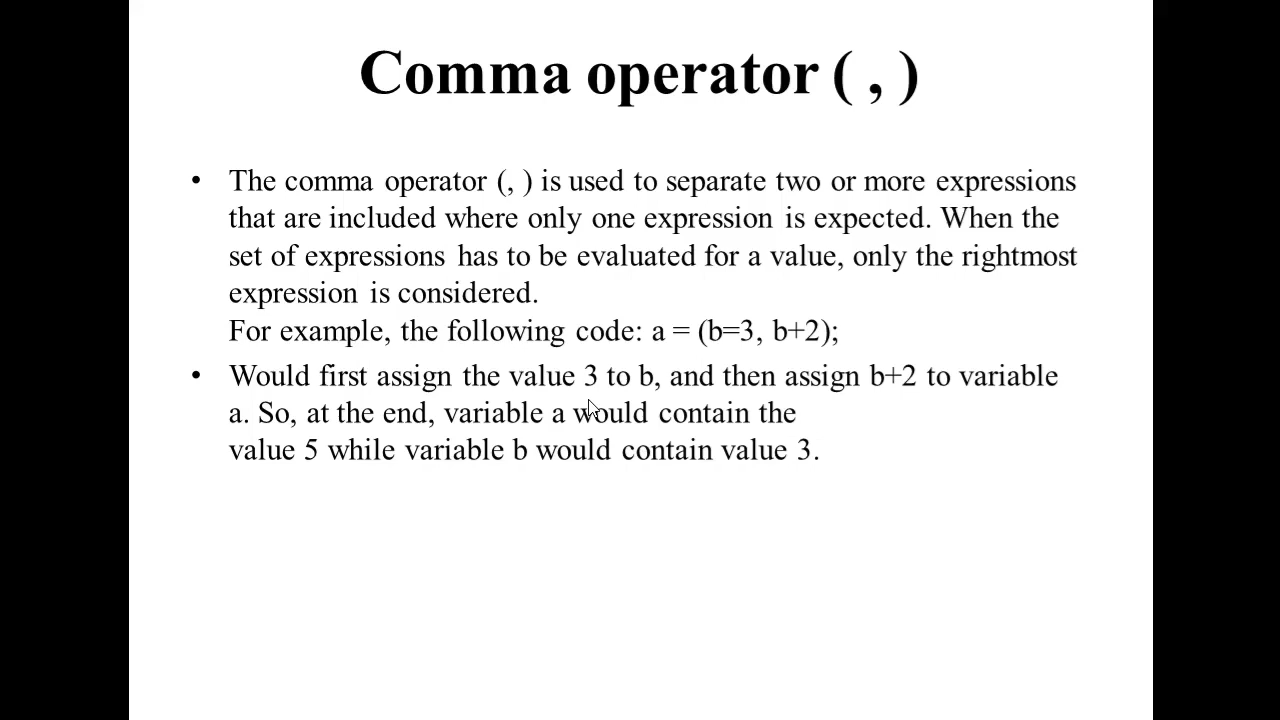 Comma operator ( , )
• The comma operator (, ) is used to separate two or more expressions
that are included where only one expression is expected. When the
set of expressions has to be evaluated for a value, only the rightmost
expression is considered.
For example, the following code: a = (b=3, b+2);
• Would first assign the value 3 to b, and then assign b+2 to variable
a. So, at the end, variable a would contain the
value 5 while variable b would contain value 3.